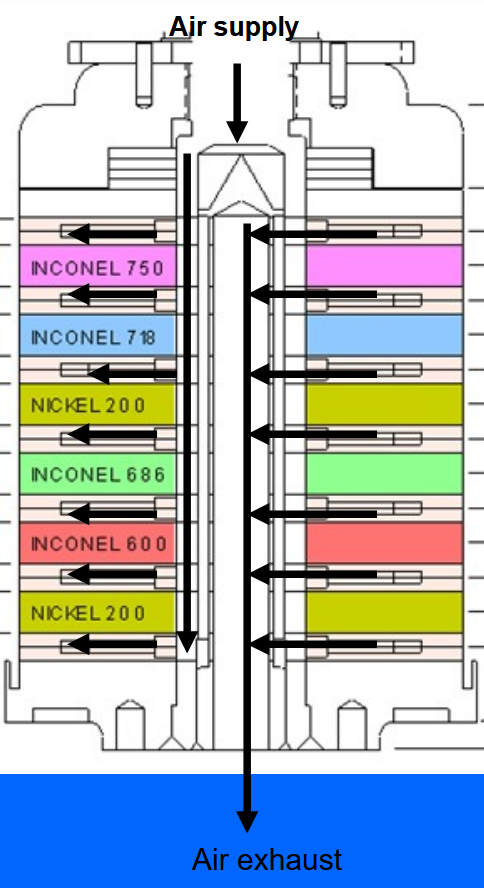 Air supply
INCONEL 750
INCONEL 718
NICKEL 200
INCONEL 686
INCONEL 600
NICKEL 200
Air exhaust